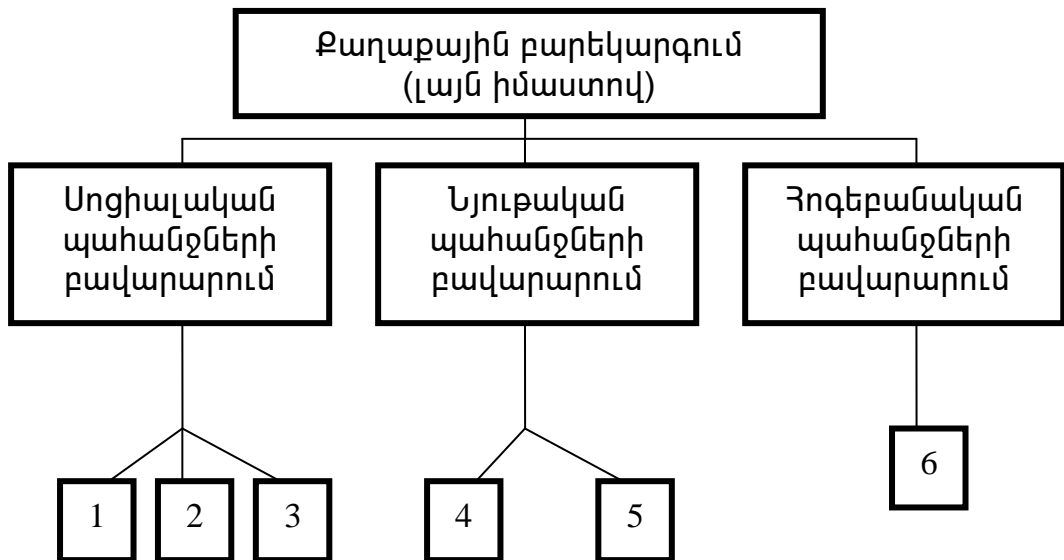 Քաղաքային բարեկարգում
(լայն իմաստով)
Սոցիալական
պահանջների
բավարարում
Նյութական
պահանջների
բավարարում
Հոգեբանական
պահանջների
բավարարում
1
2
3
4
5
6